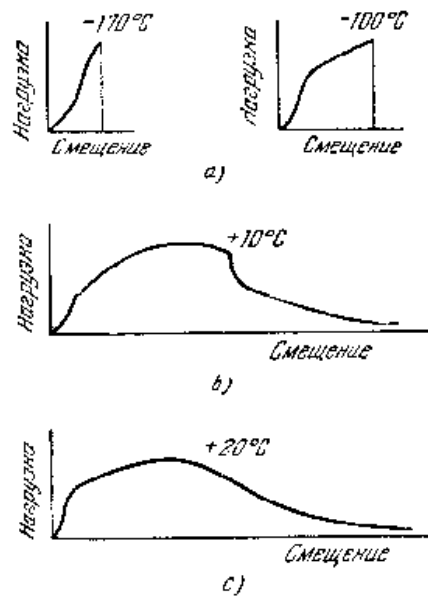 -170°C
Нагрузка
Смещение
-100°C
Нагрузка
Смещение
a)
+10°C
Нагрузка
Смещение
b)
+20°C
Нагрузка
Смещение
c)